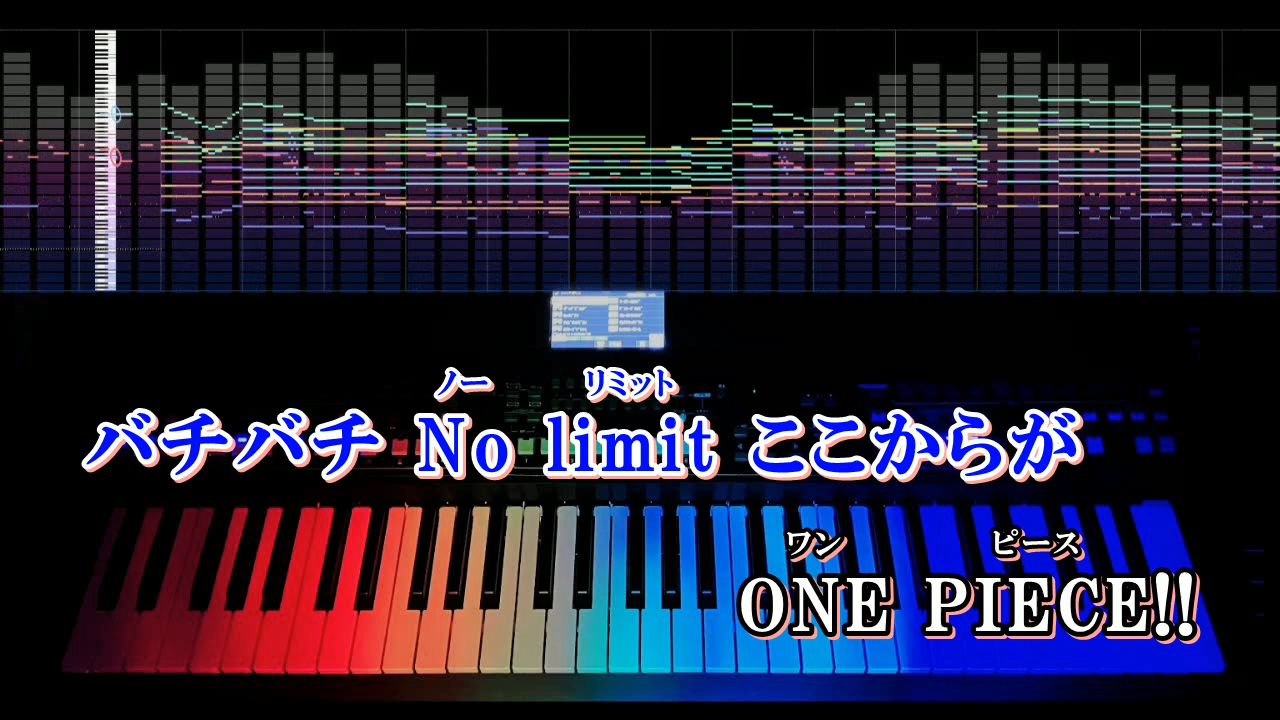 ノー リミット
バチバチ No limit ここからが
ワン ピース
ONE PIECE!!